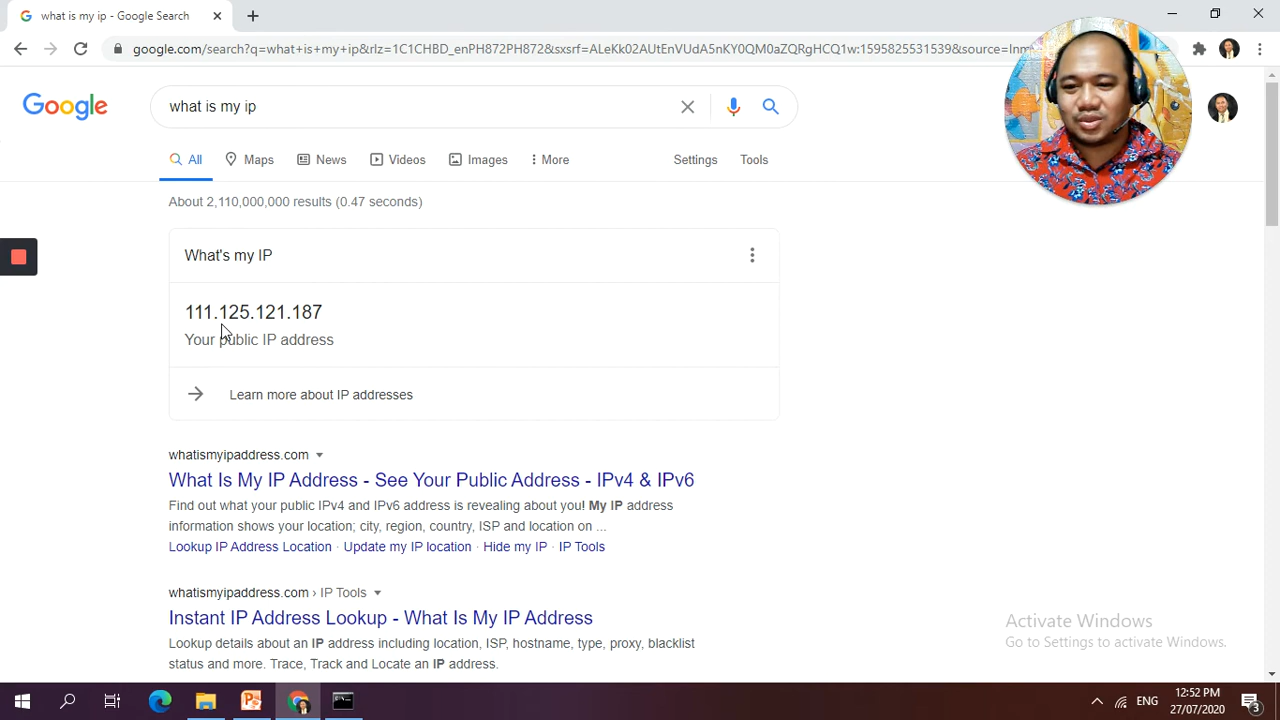 what is my ip - Google Search
google.com/search?q=what+is+my+ip&rlz=1C1CHBD_enPH872PH872&sxsrf=ALeKk02AUtEnVUdA5nKY0QM0aZQRgHCQ1w:1595825531539&source=lnm
Google
what is my ip
All Maps News Videos Images More Settings Tools
About 2,110,000,000 results (0.47 seconds)
What's my IP
111.125.121.187
Your public IP address
Learn more about IP addresses
whatismyipaddress.com
What Is My IP Address - See Your Public Address - IPv4 & IPv6
Find out what your public IPv4 and IPv6 address is revealing about you! My IP address
information shows your location; city, region, country, ISP and location on ...
Lookup IP Address Location · Update my IP location · Hide my IP · IP Tools
whatismyipaddress.com › IP Tools
Instant IP Address Lookup - What Is My IP Address
Lookup details about an IP address including location, ISP, hostname, type, proxy, blacklist
status and more. Trace, Track and Locate an IP address.
Activate Windows
Go to Settings to activate Windows.
ENG
12:52 PM
27/07/2020
3